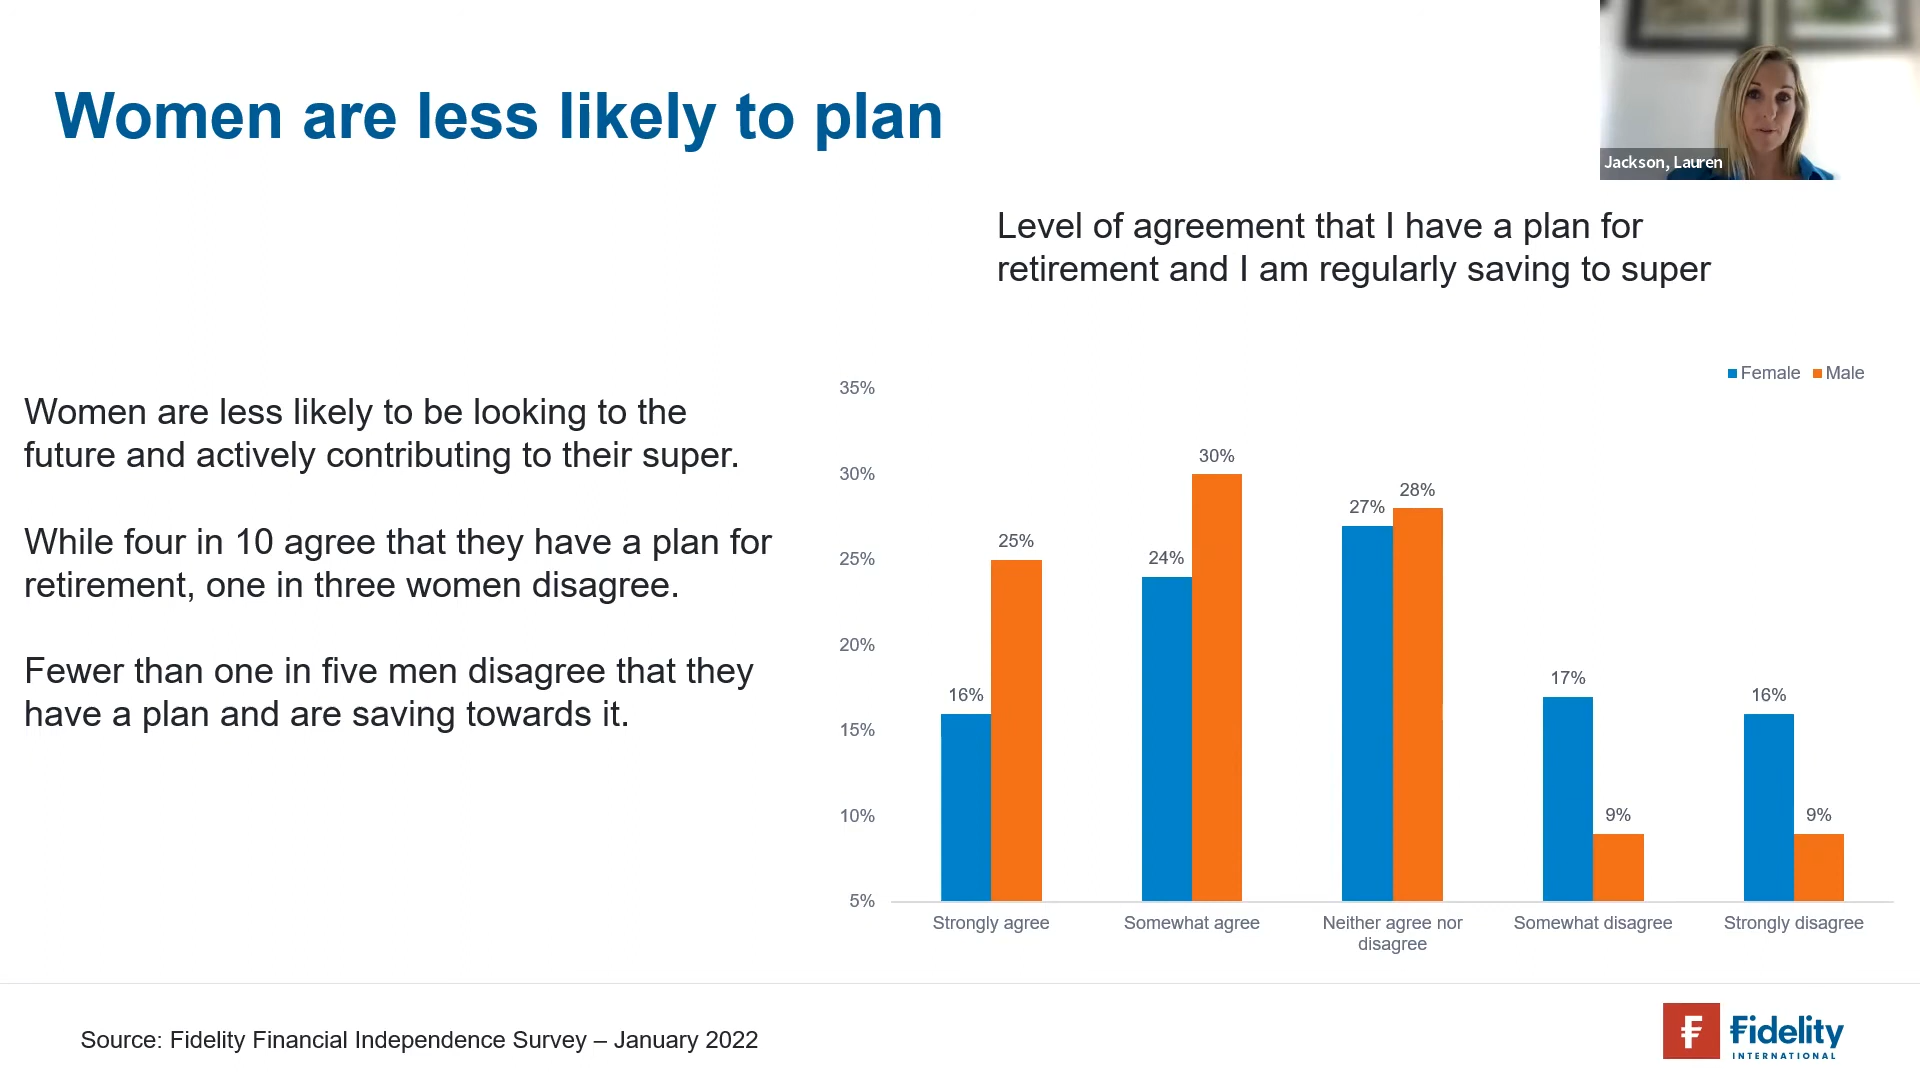 Women are less likely to plan
Jackson, Lauren
Level of agreement that I have a plan for
retirement and I am regularly saving to super
Women are less likely to be looking to the
future and actively contributing to their super.
While four in 10 agree that they have a plan for
retirement, one in three women disagree.
Fewer than one in five men disagree that they
have a plan and are saving towards it.
Female Male
35%
30%
25%
20%
15%
10%
5%
16% 25%
24% 30%
27% 28%
17% 9%
16% 9%
Strongly agree
Somewhat agree
Neither agree nor
disagree
Somewhat disagree
Strongly disagree
Source: Fidelity Financial Independence Survey – January 2022
Fidelity
INTERNATIONAL